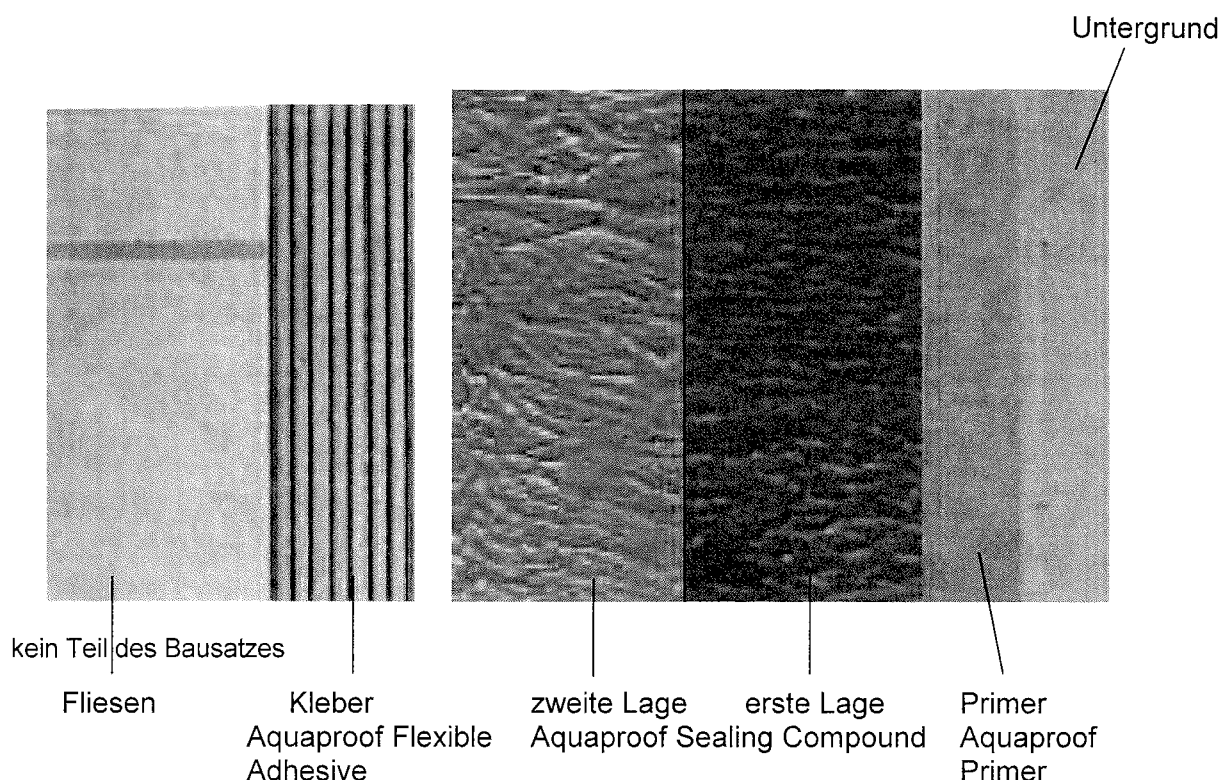 Untergrund
kein Teil des Bausatzes
Fliesen
Kleber
Aquaproof Flexible
Adhesive
zweite Lage erste Lage
Aquaproof Sealing Compound
Primer
Aquaproof
Primer